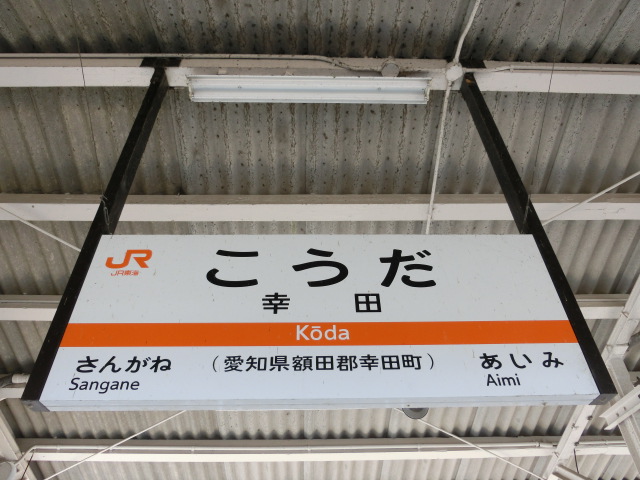 JR
JR東海
こうだ
幸田
Kōda
さんがね
Sangane
（愛知県額田郡幸田町）
あいみ
Aimi